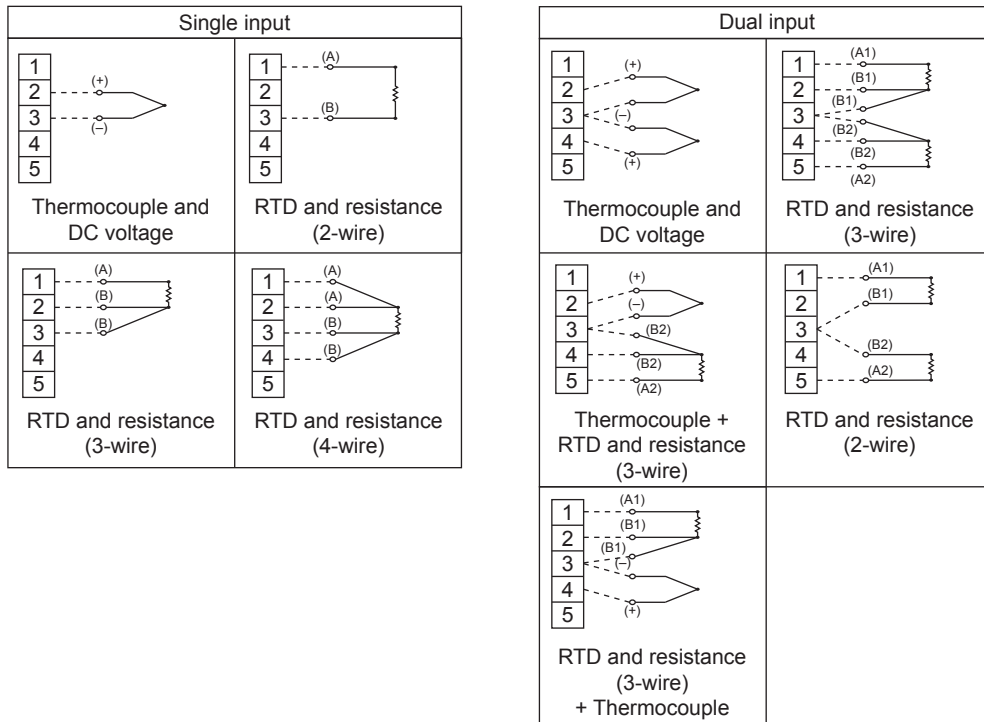 Single input
1
2
3
4
5
(+)
(–)
Thermocouple and
DC voltage
1
2
3
4
5
(A)
(B)
RTD and resistance
(2-wire)
1
2
3
4
5
(A)
(B)
(B)
RTD and resistance
(3-wire)
1
2
3
4
5
(A)
(A)
(B)
(B)
RTD and resistance
(4-wire)
Dual input
1
2
3
4
5
(+)
(–)
(+)
Thermocouple and
DC voltage
1
2
3
4
5
(A1)
(B1)
(B1)
(B2)
(B2)
(A2)
RTD and resistance
(3-wire)
1
2
3
4
5
(+)
(–)
(B2)
(B2)
(A2)
Thermocouple +
RTD and resistance
(3-wire)
1
2
3
4
5
(A1)
(B1)
(B2)
(A2)
RTD and resistance
(2-wire)
1
2
3
4
5
(A1)
(B1)
(B1)
(–)
(+)
RTD and resistance
(3-wire)
+ Thermocouple